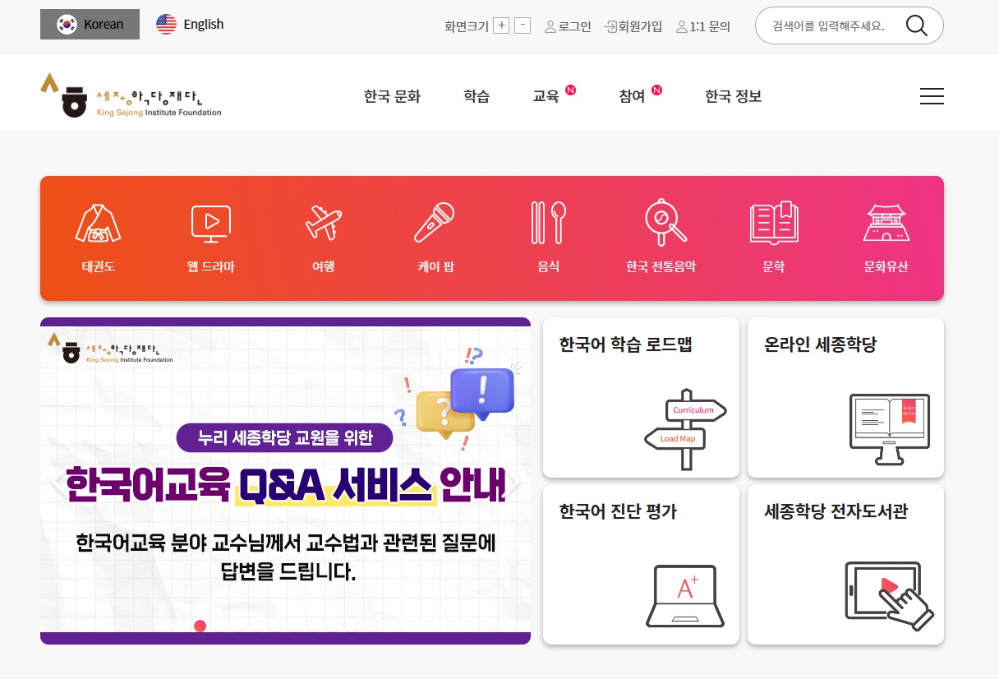 Korean
English
화면크기 + -
로그인
회원가입
1:1 문의
검색어를 입력해주세요.
세종학당재단
King Sejong Institute Foundation
한국 문화
학습
교육 N
참여 N
한국 정보
태권도
웹 드라마
여행
케이 팝
음식
한국 전통음악
문학
문화유산
세종학당재단
King Sejong Institute Foundation
누리 세종학당 교원을 위한
한국어교육 Q&A 서비스 안내
한국어교육 분야 교수님께서 교수법과 관련된 질문에
답변을 드립니다.
한국어 학습 로드맵
Curriculum
Load Map
온라인 세종학당
한국어 진단 평가
A+
세종학당 전자도서관